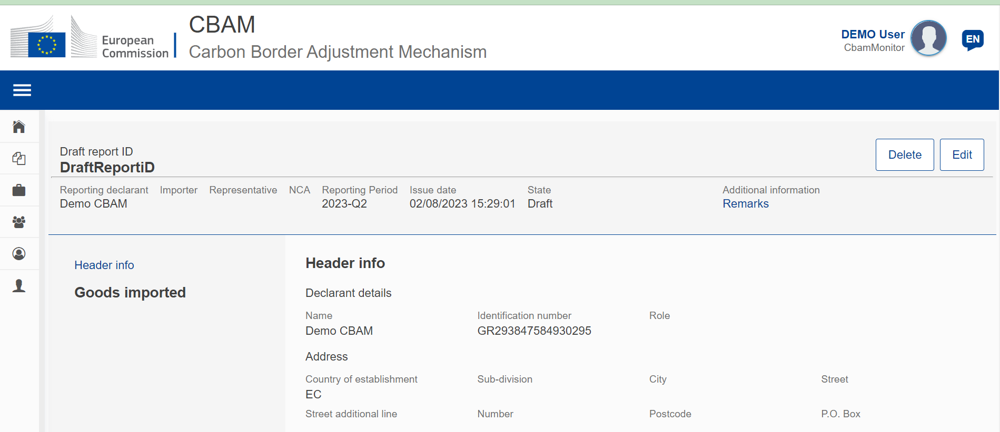 European
Commission
CBAM
Carbon Border Adjustment Mechanism
DEMO User
CbamMonitor
EN
Draft report ID
DraftReportiD
Delete
Edit
Reporting declarant Importer Representative NCA Reporting Period Issue date State Additional information
Demo CBAM 2023-Q2 02/08/2023 15:29:01 Draft Remarks
Header info
Goods imported
Header info
Declarant details
Name Identification number Role
Demo CBAM GR293847584930295
Address
Country of establishment Sub-division City Street
EC
Street additional line Number Postcode P.O. Box